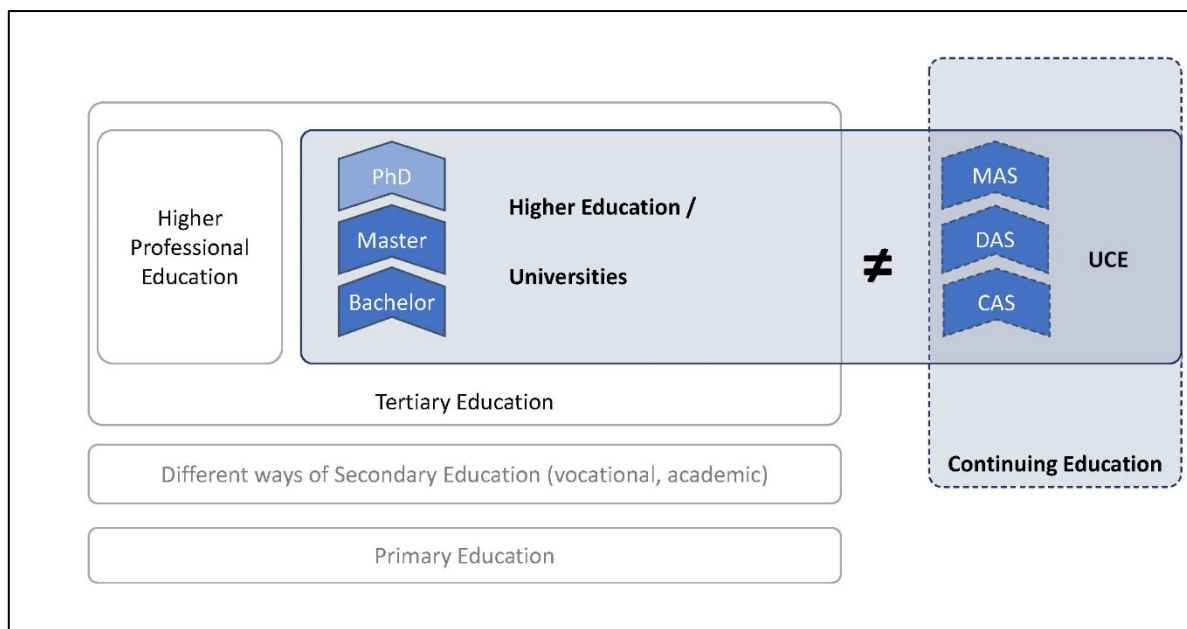 Higher
Professional
Education
PhD
Master
Bachelor
Higher Education /
Universities
≠
MAS
DAS
CAS
UCE
Tertiary Education
Continuing Education
Different ways of Secondary Education (vocational, academic)
Primary Education